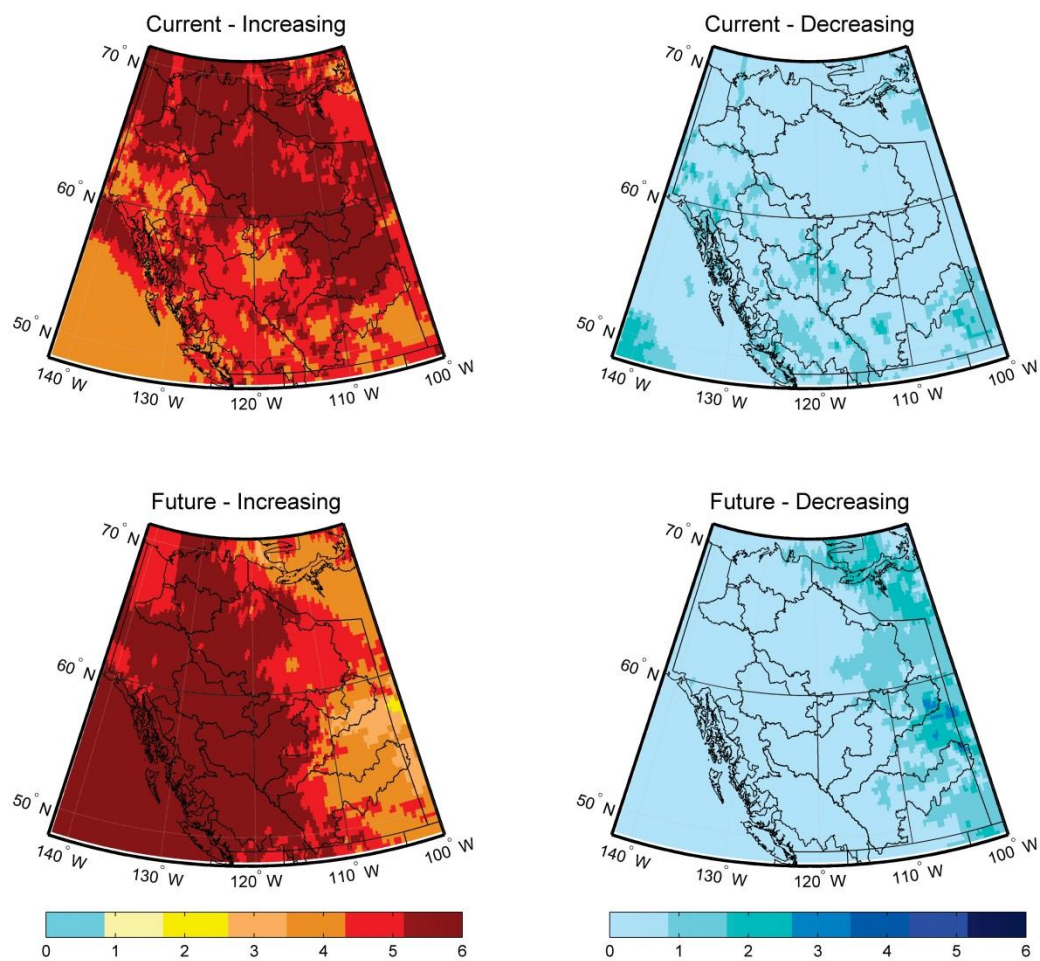 Current - Increasing
Current - Decreasing
70° N
60° N
50° N
140° W
130° W
120° W
110° W
100° W
70° N
60° N
50° N
140° W
130° W
120° W
110° W
100° W
Future - Increasing
Future - Decreasing
70° N
60° N
50° N
140° W
130° W
120° W
110° W
100° W
70° N
60° N
50° N
140° W
130° W
120° W
110° W
100° W
0 1 2 3 4 5 6
0 1 2 3 4 5 6